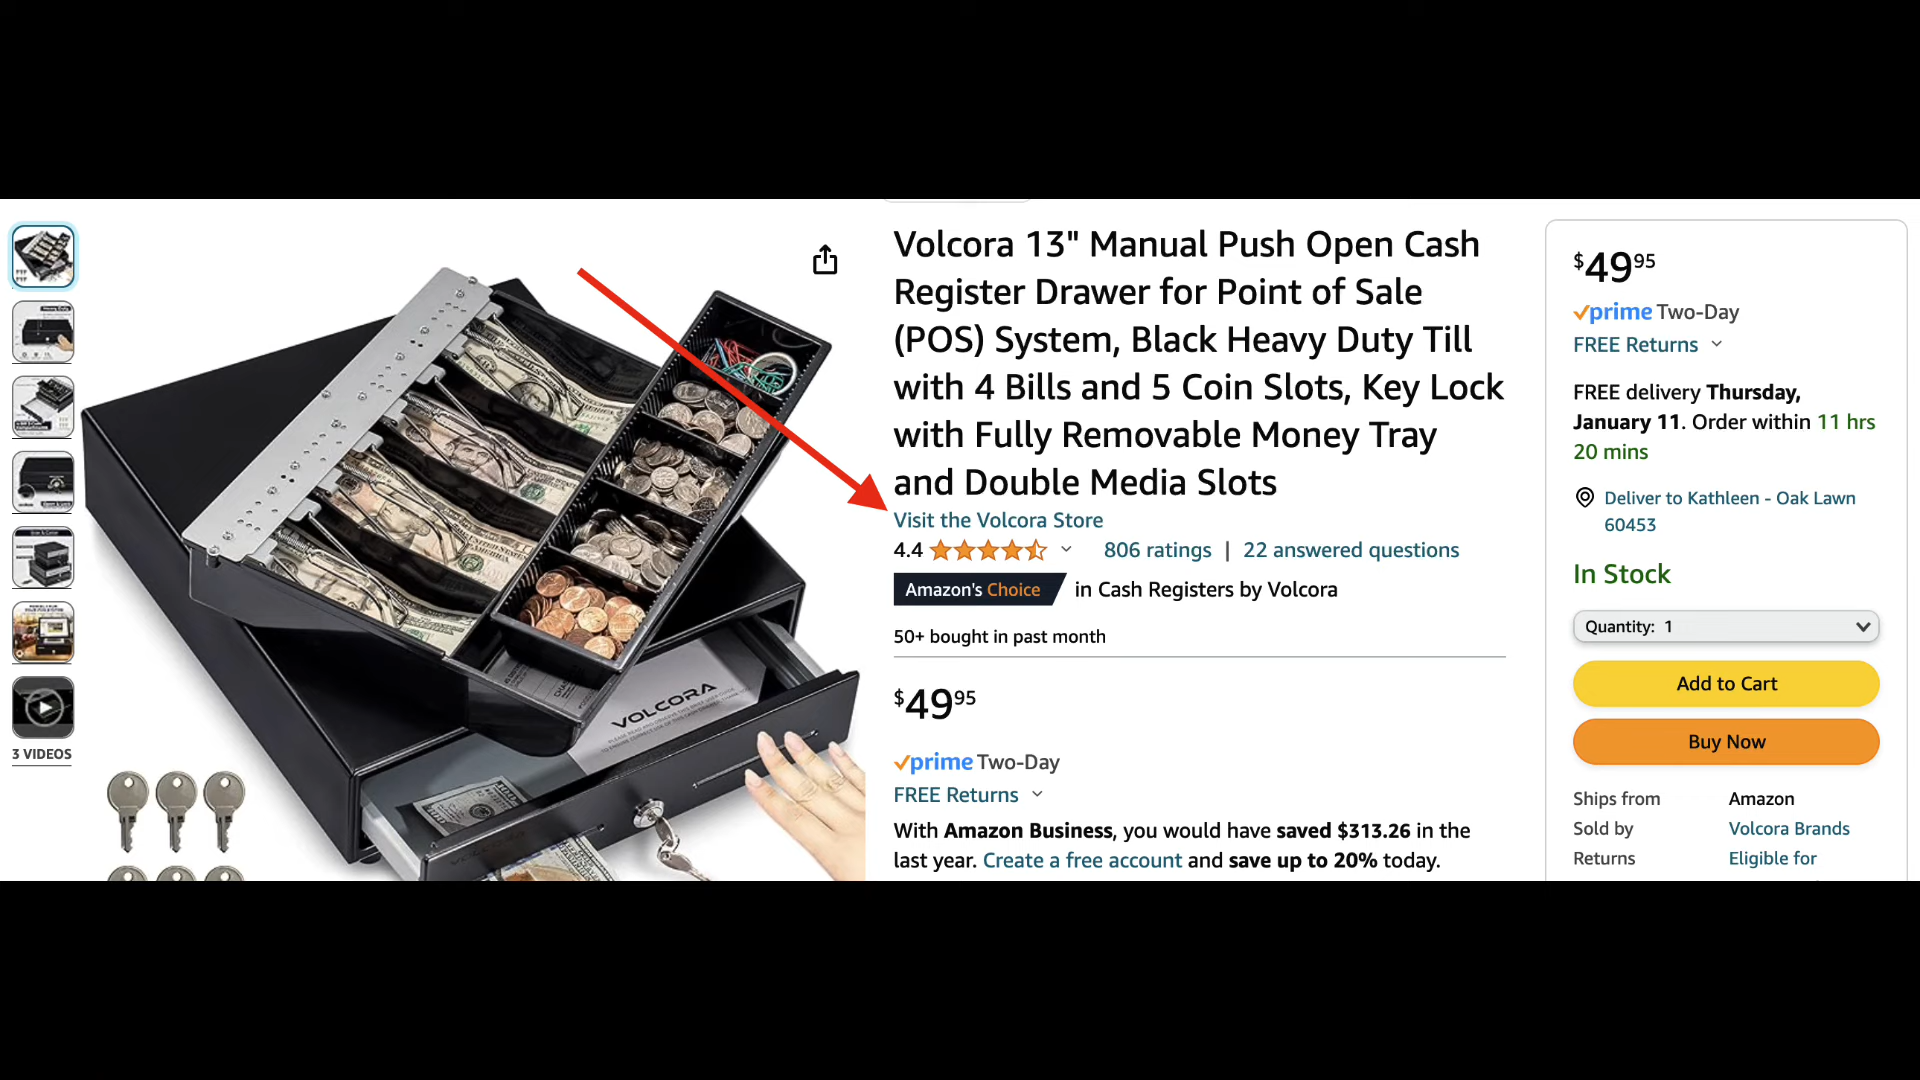 3 VIDEOS
VOLCORA
Volcora 13" Manual Push Open Cash
Register Drawer for Point of Sale
(POS) System, Black Heavy Duty Till
with 4 Bills and 5 Coin Slots, Key Lock
with Fully Removable Money Tray
and Double Media Slots
Visit the Volcora Store
4.4 806 ratings | 22 answered questions
Amazon's Choice in Cash Registers by Volcora
50+ bought in past month
$49.95
prime Two-Day
FREE Returns
With Amazon Business, you would have saved $313.26 in the
last year. Create a free account and save up to 20% today.
$49.95
prime Two-Day
FREE Returns
FREE delivery Thursday,
January 11. Order within 11 hrs
20 mins
Deliver to Kathleen - Oak Lawn
60453
In Stock
Quantity: 1
Add to Cart
Buy Now
Ships from Amazon
Sold by Volcora Brands
Returns Eligible for